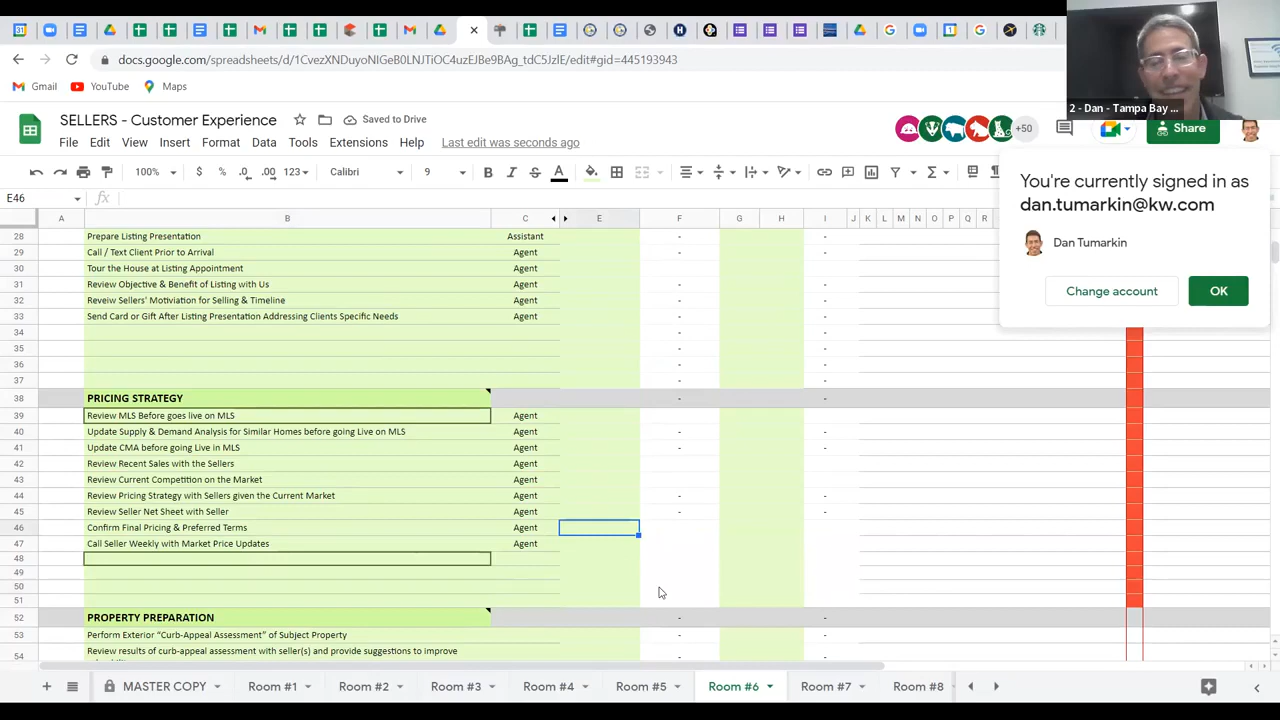 docs.google.com/spreadsheets/d/1CvezXNDuyoNIGeB0LNJTiOC4uzEJBe9BAg_tdC5JzlE/edit#gid=445193943
Gmail YouTube Maps
2 - Dan - Tampa Bay ...
SELLERS - Customer Experience Saved to Drive
+50 Share
File Edit View Insert Format Data Tools Extensions Help Last edit was seconds ago
100% $ % .0 .00 123 Calibri 9 B I S A
E46 fx
You're currently signed in as
dan.tumarkin@kw.com
Dan Tumarkin
Change account OK
A B C E F G H I J K L M N O P Q R
28 Prepare Listing Presentation Assistant - -
29 Call / Text Client Prior to Arrival Agent - -
30 Tour the House at Listing Appointment Agent
31 Review Objective & Benefit of Listing with Us Agent - -
32 Reveiw Sellers' Motiviation for Selling & Timeline Agent - -
33 Send Card or Gift After Listing Presentation Addressing Clients Specific Needs Agent - -
34 - -
35 - -
36 - -
37 - -
38 PRICING STRATEGY - -
39 Review MLS Before goes live on MLS Agent
40 Update Supply & Demand Analysis for Similar Homes before going Live on MLS Agent - -
41 Update CMA before going Live in MLS Agent - -
42 Review Recent Sales with the Sellers Agent
43 Review Current Competition on the Market Agent
44 Review Pricing Strategy with Sellers given the Current Market Agent - -
45 Review Seller Net Sheet with Seller Agent - -
46 Confirm Final Pricing & Preferred Terms Agent
47 Call Seller Weekly with Market Price Updates Agent
48
49
50
51
52 PROPERTY PREPARATION - -
53 Perform Exterior “Curb-Appeal Assessment” of Subject Property - -
54 Review results of curb-appeal assessment with seller(s) and provide suggestions to improve - -
MASTER COPY Room #1 Room #2 Room #3 Room #4 Room #5 Room #6 Room #7 Room #8